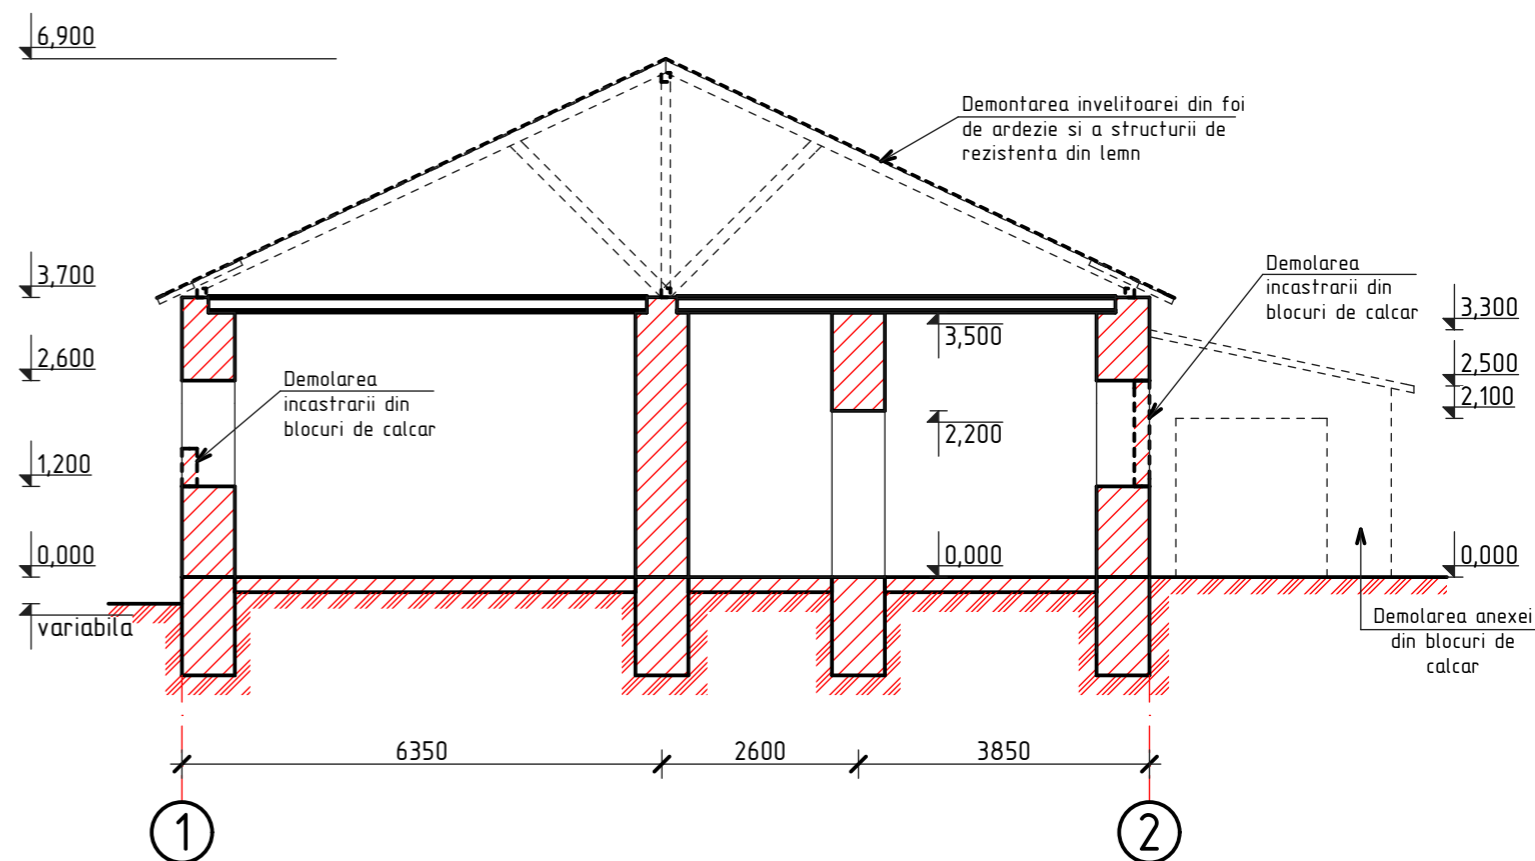 6,900
Demontarea invelitoarei din foi
de ardezie si a structurii de
rezistenta din lemn
3,700
Demolarea
incastrarii din
blocuri de calcar
3,300
3,500
2,600
2,500
Demolarea
incastrarii din
blocuri de calcar
2,100
2,200
1,200
0,000
0,000
0,000
variabila
Demolarea anexei
din blocuri de
calcar
6350
2600
3850
1
2